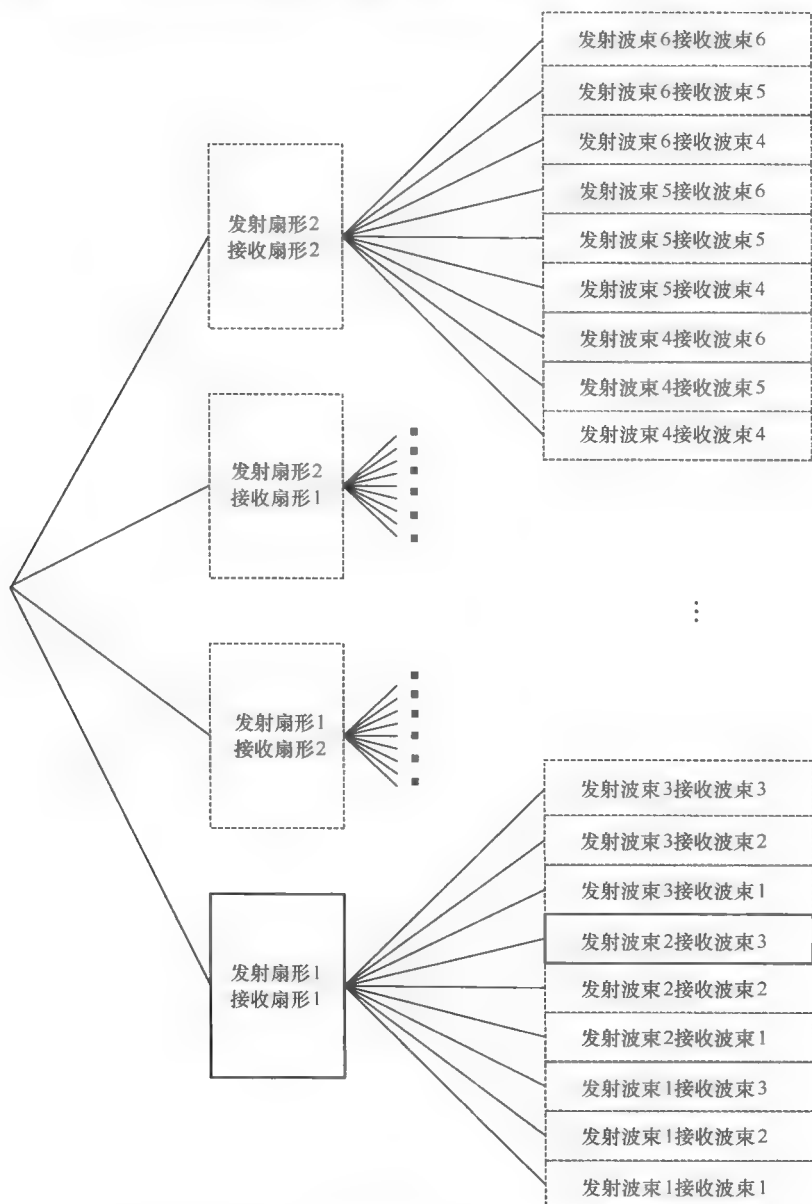 发射波束6接收波束6
发射波束6接收波束5
发射波束6接收波束4
发射波束5接收波束6
发射波束5接收波束5
发射波束5接收波束4
发射波束4接收波束6
发射波束4接收波束5
发射波束4接收波束4
发射扇形2
接收扇形2
发射扇形2
接收扇形1
发射扇形1
接收扇形2
发射扇形1
接收扇形1
发射波束3接收波束3
发射波束3接收波束2
发射波束3接收波束1
发射波束2接收波束3
发射波束2接收波束2
发射波束2接收波束1
发射波束1接收波束3
发射波束1接收波束2
发射波束1接收波束1